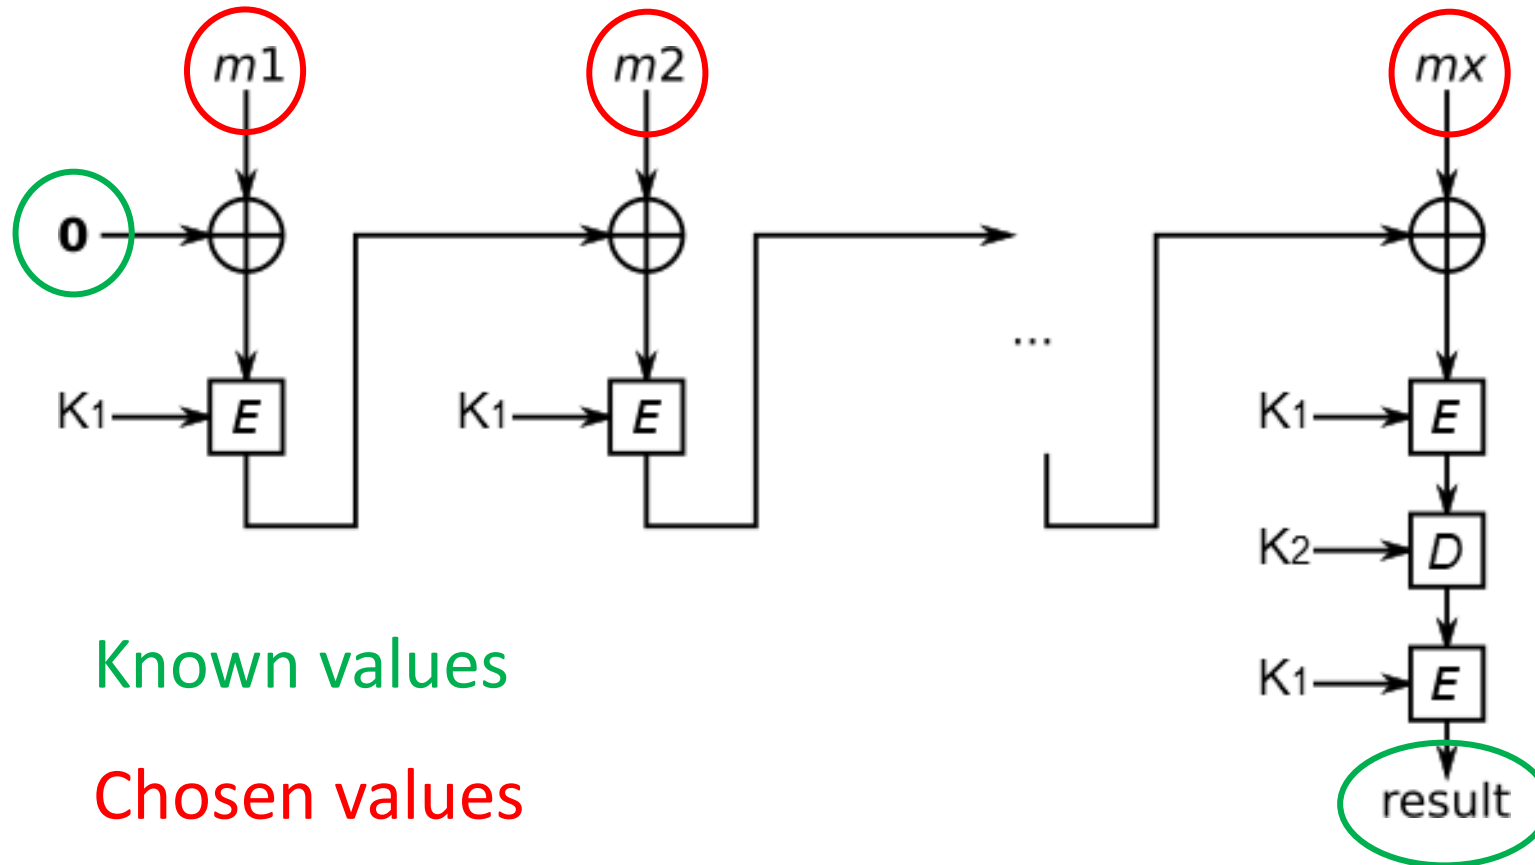 m1 m2 mx
0
...
K1 E K1 E K1 E
K2 D
Known values
K1 E
Chosen values
result